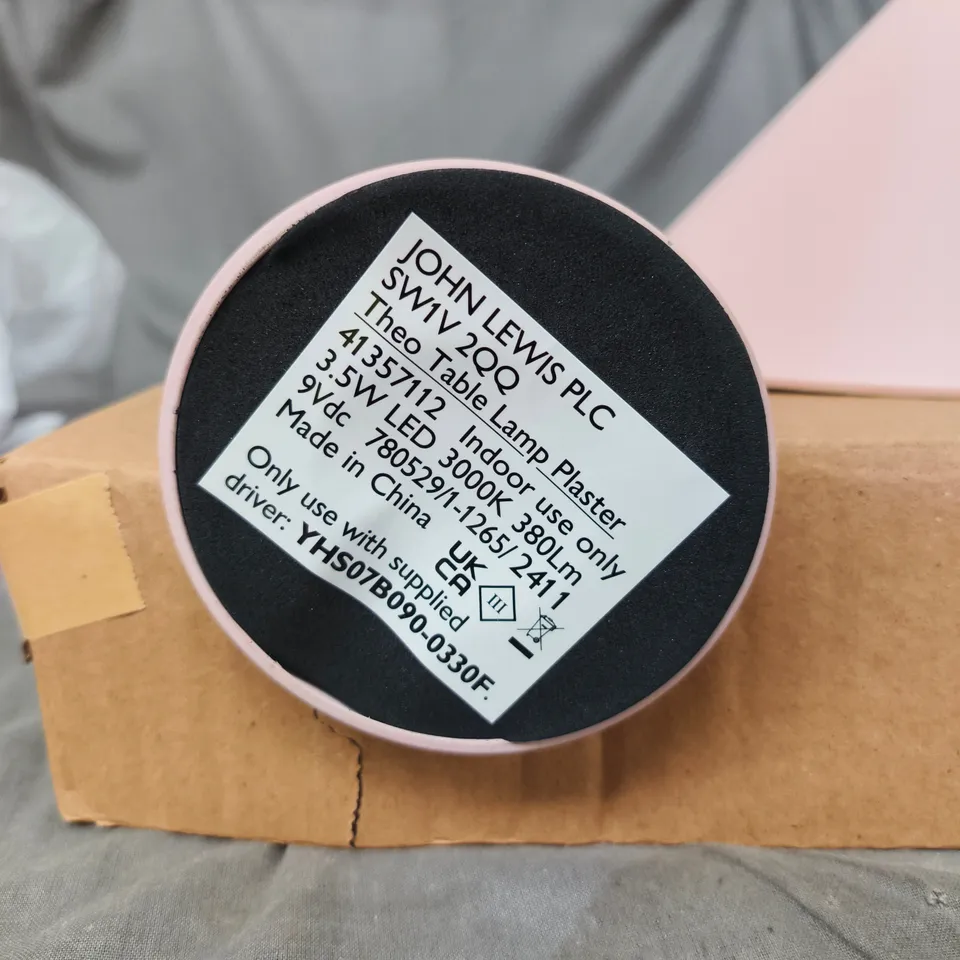 JOHN LEWIS PLC
SW1V 2QQ
Theo Table Lamp Plaster
41357112 Indoor use only
3.5W LED 3000K 380Lm
9Vdc 780529/1-1265/2411
Made in China
UK
CA
III
Only use with supplied
driver: YHS07B090-0330F.